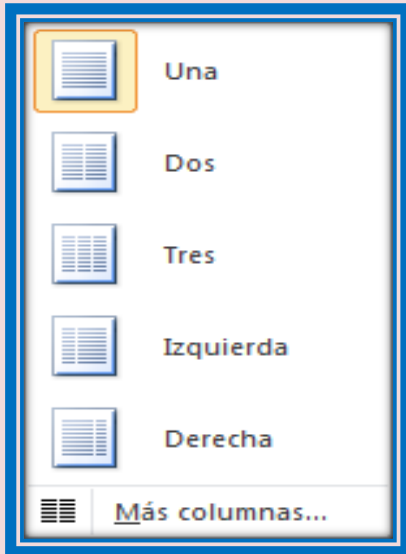 Una
Dos
Tres
Izquierda
Derecha
Más columnas...